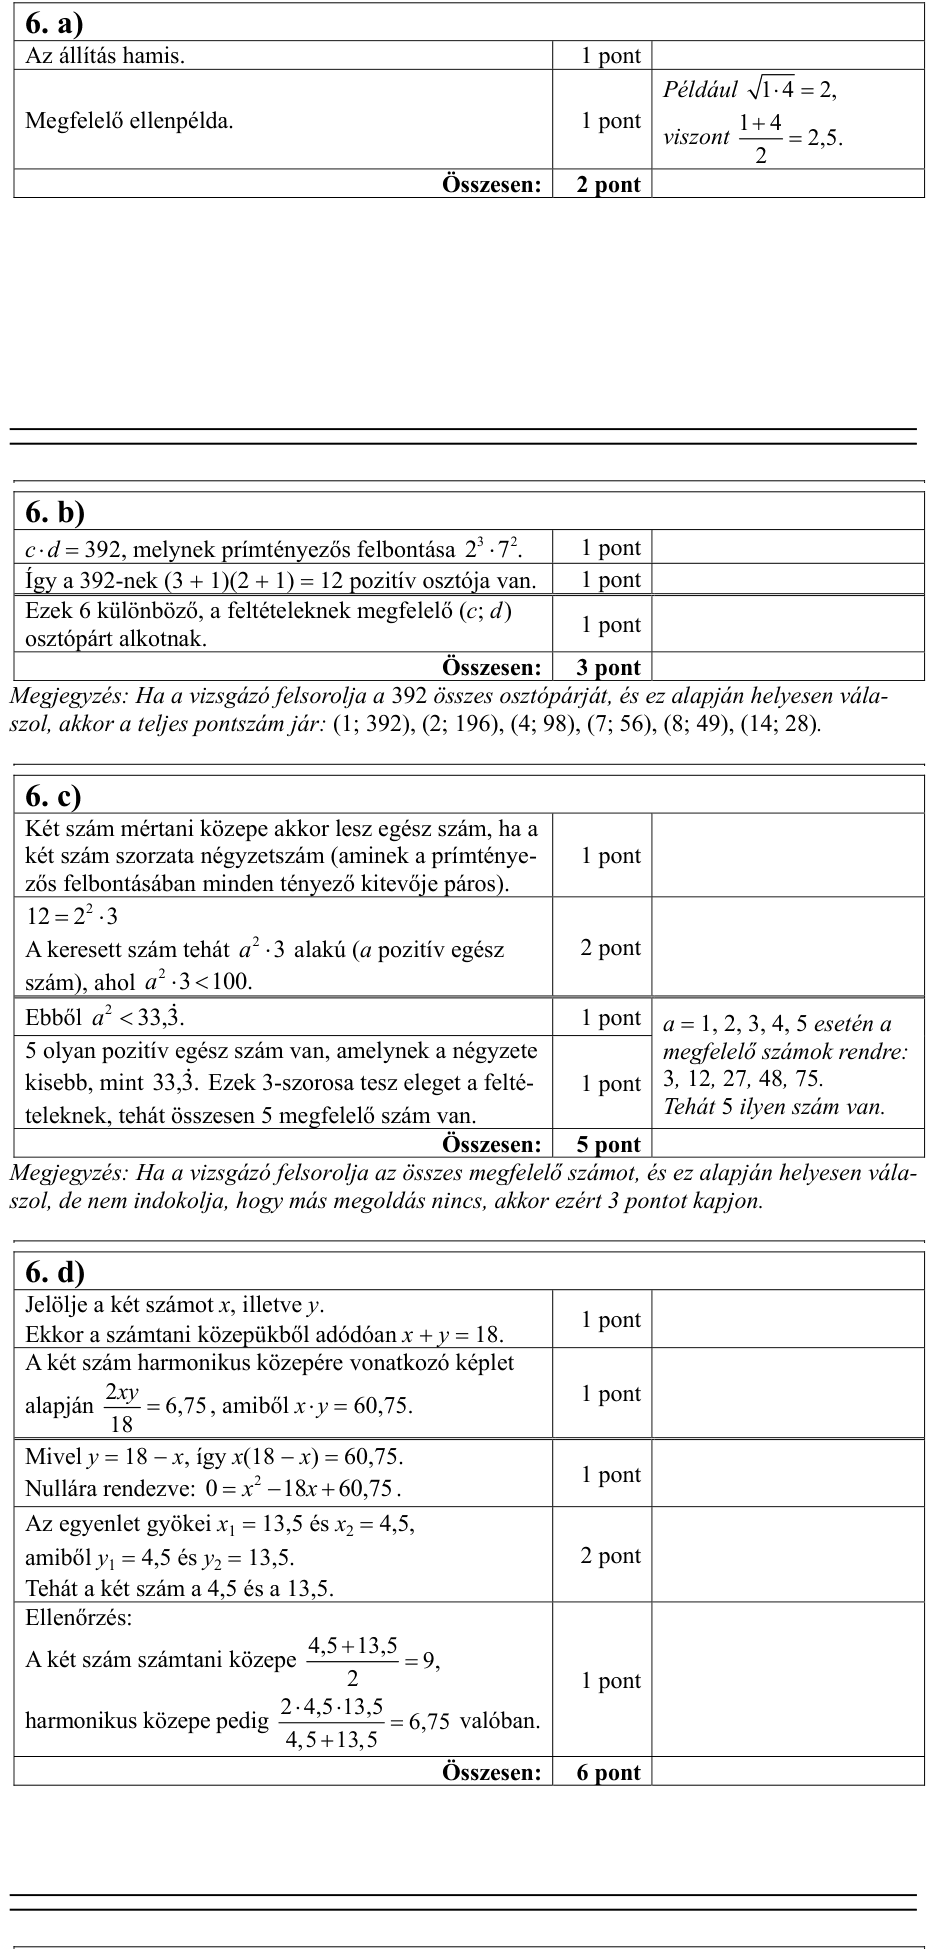 6. a)
Az állítás hamis. 1 pont
Megfelelő ellenpélda. 1 pont
Például √(1·4) = 2,
viszont (1+4)/2 = 2,5.
Összesen: 2 pont
6. b)
c·d = 392, melynek prímtényezős felbontása 2³·7². 1 pont
Így a 392-nek (3 + 1)(2 + 1) = 12 pozitív osztója van. 1 pont
Ezek 6 különböző, a feltételeknek megfelelő (c; d)
osztópárt alkotnak. 1 pont
Összesen: 3 pont
Megjegyzés: Ha a vizsgázó felsorolja a 392 összes osztópárját, és ez alapján helyesen vála-
szol, akkor a teljes pontszám jár: (1; 392), (2; 196), (4; 98), (7; 56), (8; 49), (14; 28).
6. c)
Két szám mértani közepe akkor lesz egész szám, ha a
két szám szorzata négyzetszám (aminek a prímténye-
zős felbontásában minden tényező kitevője páros). 1 pont
12 = 2²·3
A keresett szám tehát a²·3 alakú (a pozitív egész
szám), ahol a²·3 < 100. 2 pont
Ebből a² < 33,3̇. 1 pont
5 olyan pozitív egész szám van, amelynek a négyzete
kisebb, mint 33,3̇. Ezek 3-szorosa tesz eleget a felté-
teleknek, tehát összesen 5 megfelelő szám van. 1 pont
a = 1, 2, 3, 4, 5 esetén a
megfelelő számok rendre:
3, 12, 27, 48, 75.
Tehát 5 ilyen szám van.
Összesen: 5 pont
Megjegyzés: Ha a vizsgázó felsorolja az összes megfelelő számot, és ez alapján helyesen vála-
szol, de nem indokolja, hogy más megoldás nincs, akkor ezért 3 pontot kapjon.
6. d)
Jelölje a két számot x, illetve y.
Ekkor a számtani közepükből adódóan x + y = 18. 1 pont
A két szám harmonikus közepére vonatkozó képlet
alapján 2xy/18 = 6,75, amiből x·y = 60,75. 1 pont
Mivel y = 18 − x, így x(18 − x) = 60,75.
Nullára rendezve: 0 = x² − 18x + 60,75. 1 pont
Az egyenlet gyökei x₁ = 13,5 és x₂ = 4,5,
amiből y₁ = 4,5 és y₂ = 13,5.
Tehát a két szám a 4,5 és a 13,5. 2 pont
Ellenőrzés:
A két szám számtani közepe (4,5+13,5)/2 = 9,
harmonikus közepe pedig (2·4,5·13,5)/(4,5+13,5) = 6,75 valóban. 1 pont
Összesen: 6 pont